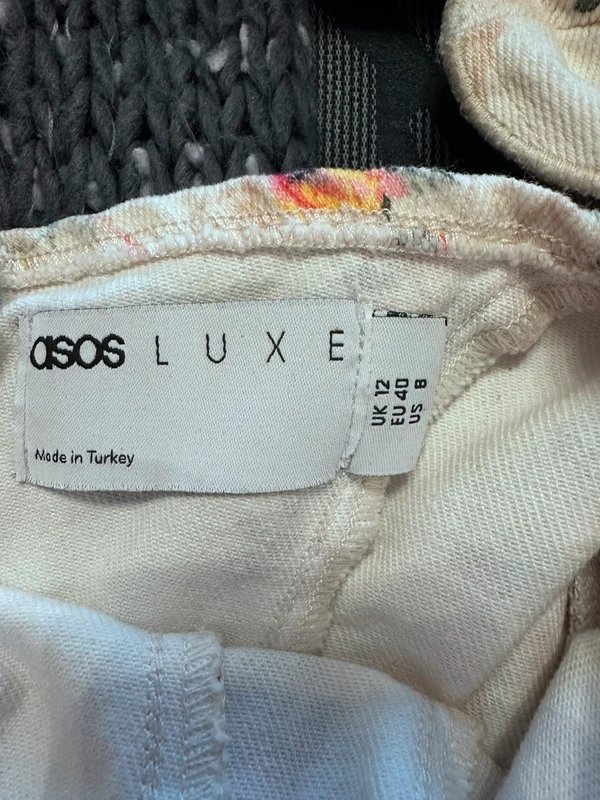 asos LUXE
Made in Turkey
UK 12
EU 40
US 8